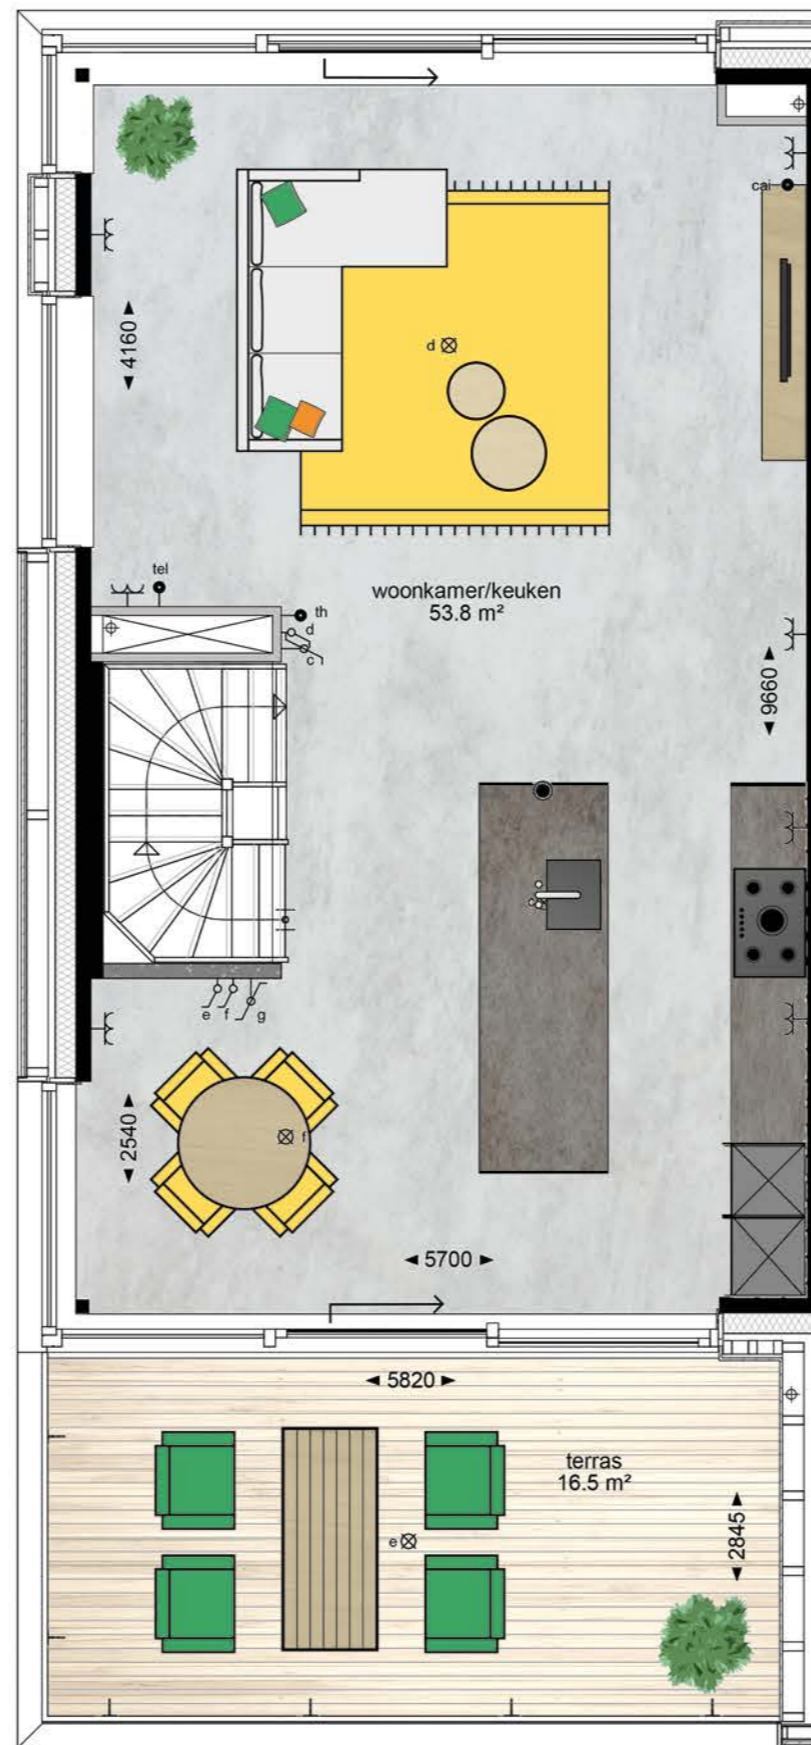 cai
4160
d
tel
woonkamer/keuken
53.8 m²
th
d
c
9660
e f g
2540
f
5700
5820
terras
16.5 m²
2845
e